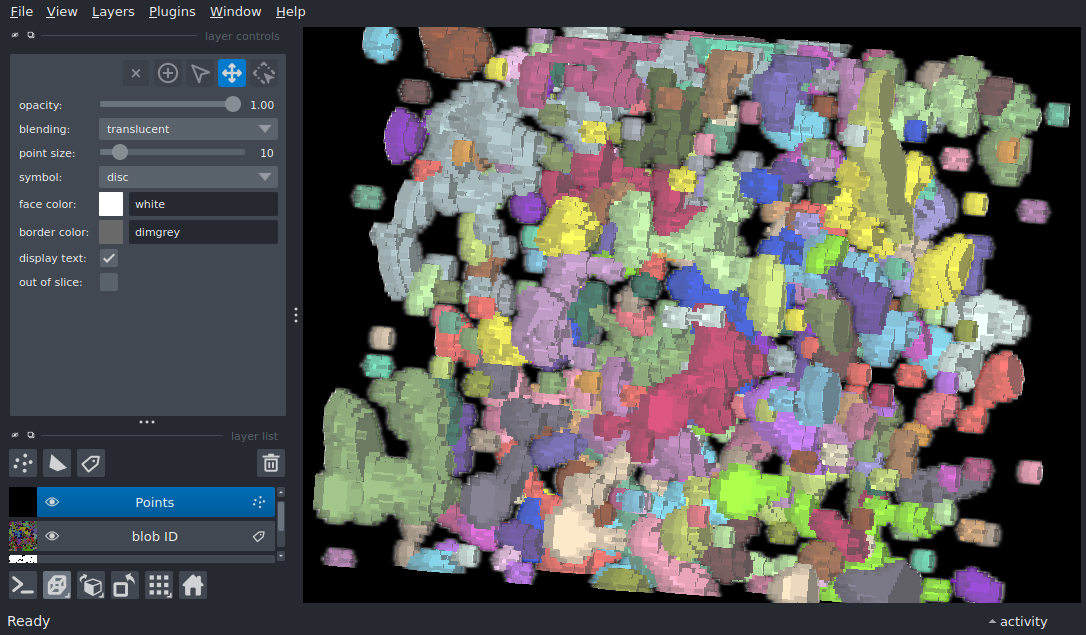 File View Layers Plugins Window Help
layer controls
opacity: 1.00
blending: translucent
point size: 10
symbol: disc
face color: white
border color: dimgrey
display text:
out of slice:
layer list
Points
blob ID
Ready
activity